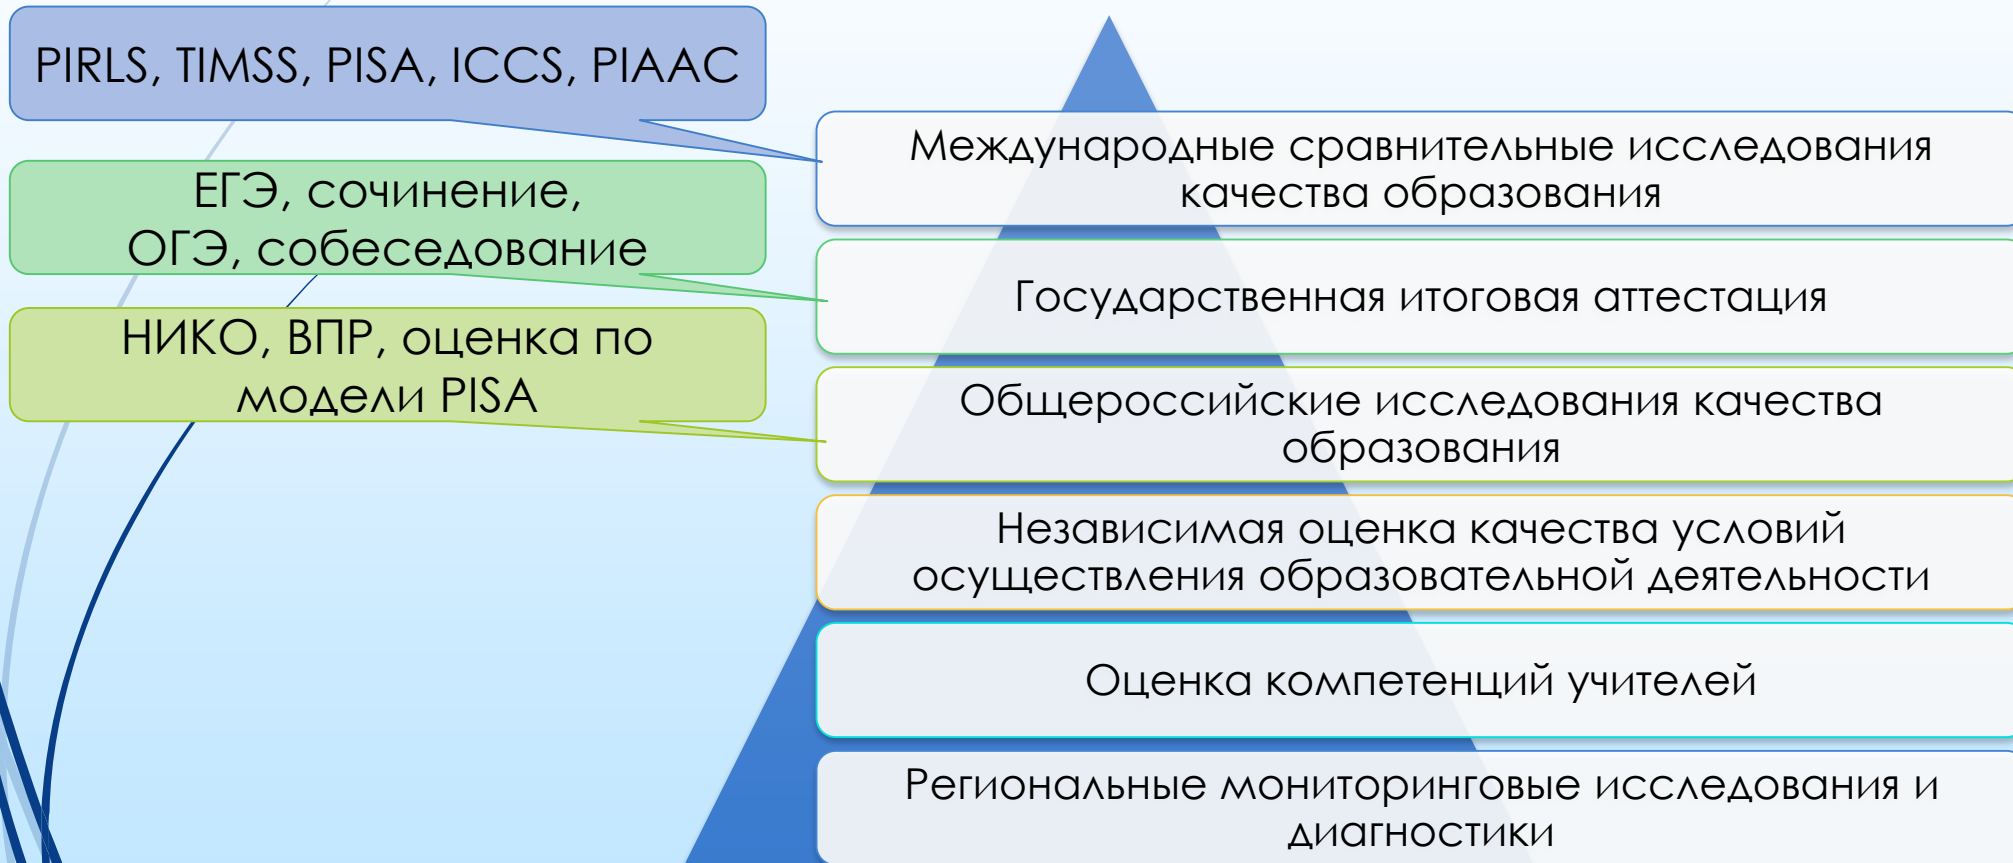 PIRLS, TIMSS, PISA, ICCS, PIAAC
Международные сравнительные исследования
качества образования
ЕГЭ, сочинение,
ОГЭ, собеседование
Государственная итоговая аттестация
НИКО, ВПР, оценка по
модели PISA
Общероссийские исследования качества
образования
Независимая оценка качества условий
осуществления образовательной деятельности
Оценка компетенций учителей
Региональные мониторинговые исследования и
диагностики